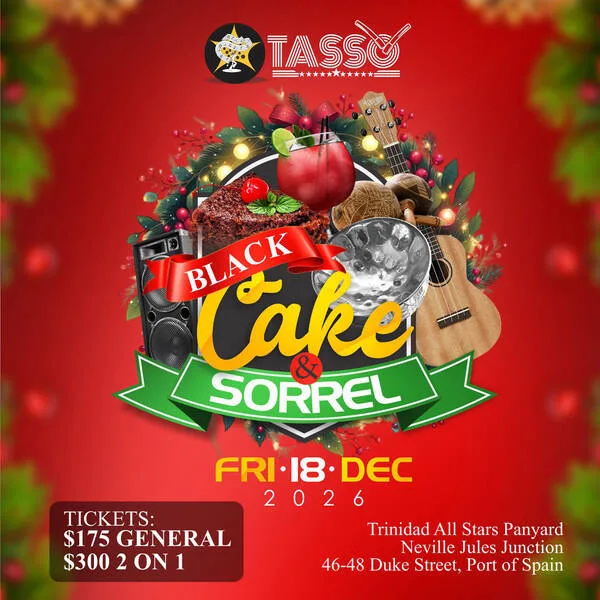 TASSO
BLACK
Cake
&
SORREL
FRI·18·DEC
2026
TICKETS:
$175 GENERAL
$300 2 ON 1
Trinidad All Stars Panyard
Neville Jules Junction
46-48 Duke Street, Port of Spain